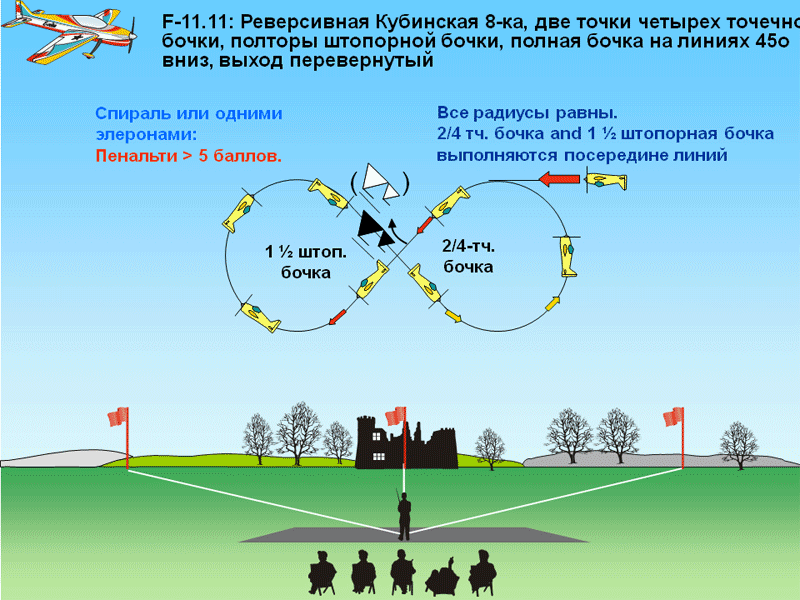 F-11.11: Реверсивная Кубинская 8-ка, две точки четырех точечно
бочки, полторы штопорной бочки, полная бочка на линиях 45о
вниз, выход перевернутый
Спираль или одними
элеронами:
Пенальти > 5 баллов.
Все радиусы равны.
2/4 тч. бочка and 1 ½ штопорная бочка
выполняются посередине линий
1 ½ штоп.
бочка
2/4-тч.
бочка